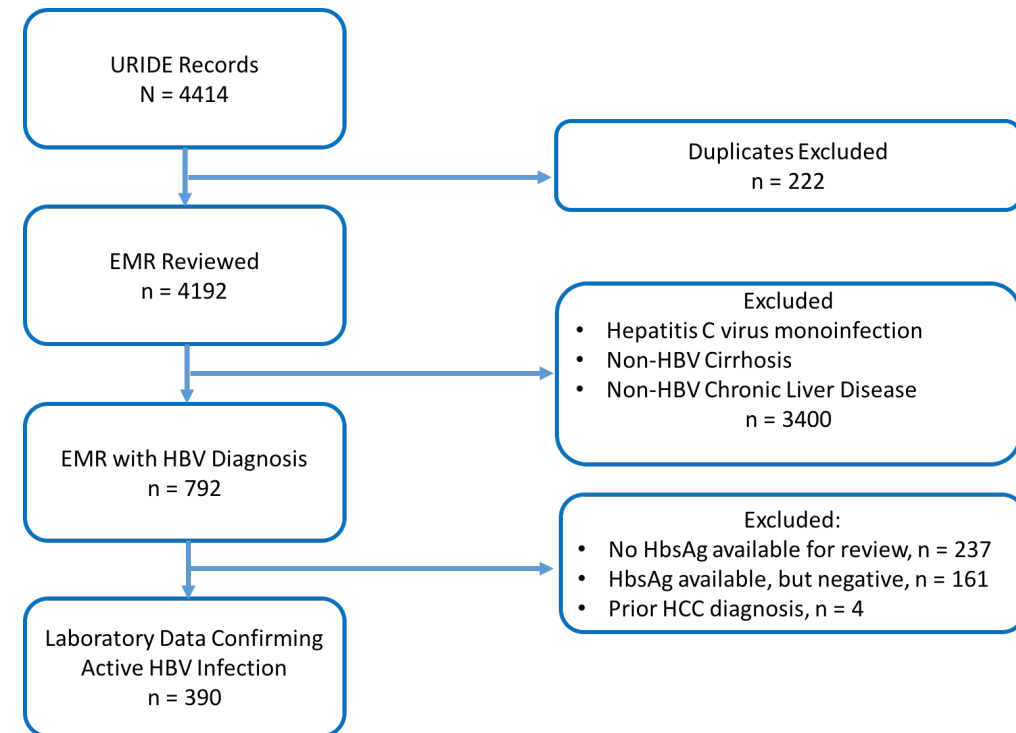 URIDE Records
N = 4414
Duplicates Excluded
n = 222
EMR Reviewed
n = 4192
Excluded
• Hepatitis C virus monoinfection
• Non-HBV Cirrhosis
• Non-HBV Chronic Liver Disease
n = 3400
EMR with HBV Diagnosis
n = 792
Excluded:
• No HbsAg available for review, n = 237
• HbsAg available, but negative, n = 161
• Prior HCC diagnosis, n = 4
Laboratory Data Confirming
Active HBV Infection
n = 390